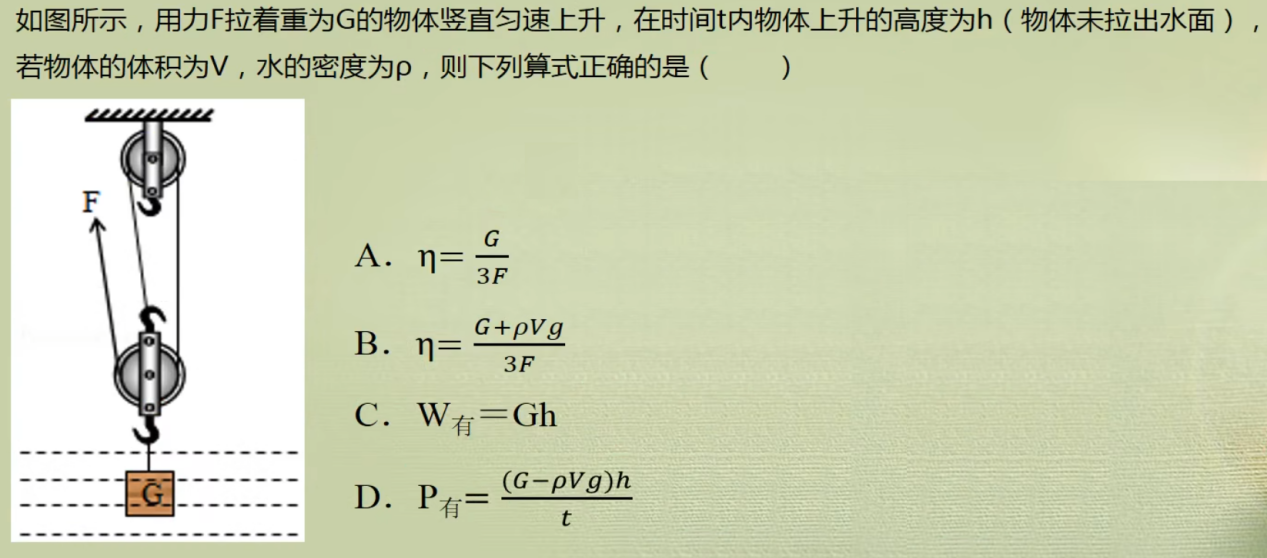 如图所示，用力F拉着重为G的物体竖直匀速上升，在时间t内物体上升的高度为h（物体未拉出水面），
若物体的体积为V，水的密度为ρ，则下列算式正确的是（　　）
F
G
A．η=G/3F
B．η=G+ρVg/3F
C．W有=Gh
D．P有=(G−ρVg)h/t